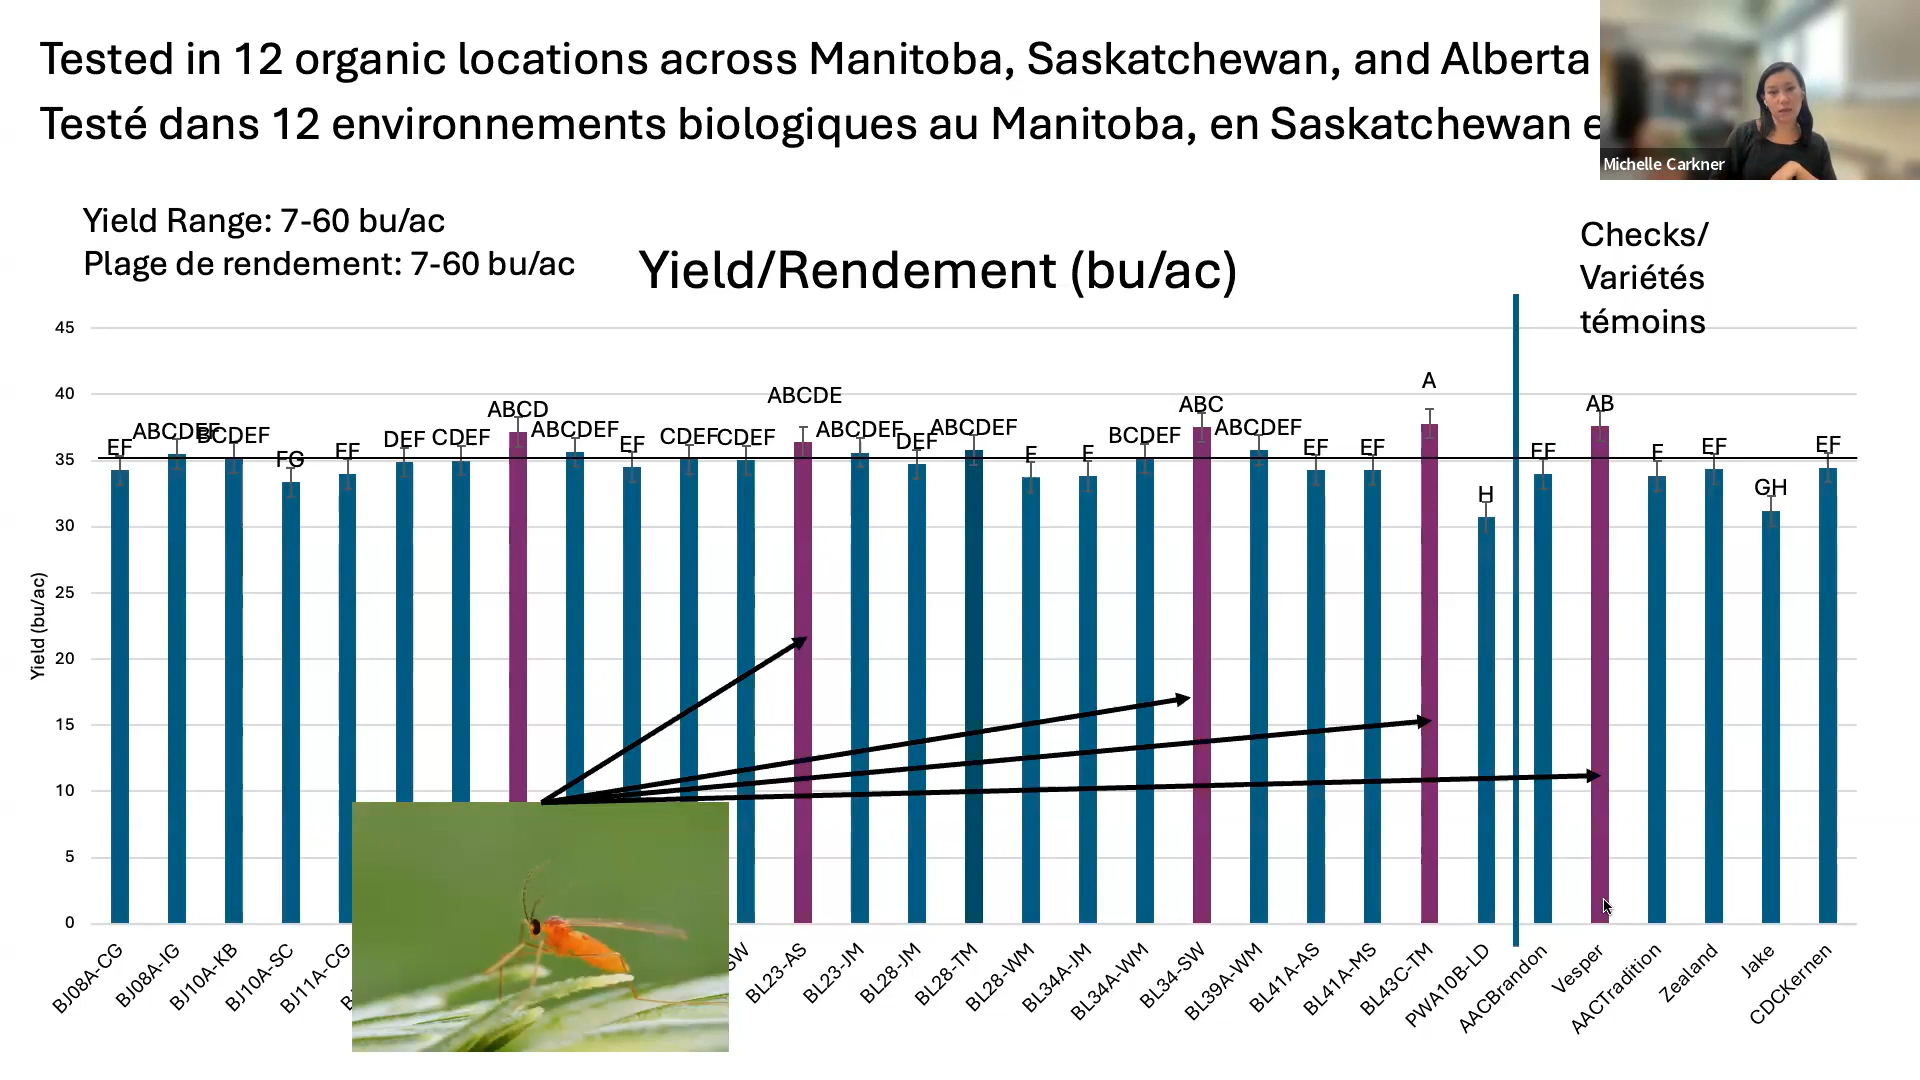 Tested in 12 organic locations across Manitoba, Saskatchewan, and Alberta
Testé dans 12 environnements biologiques au Manitoba, en Saskatchewan e
Michelle Carkner
Yield Range: 7-60 bu/ac
Plage de rendement: 7-60 bu/ac
Yield/Rendement (bu/ac)
Checks/
Variétés
témoins
Yield (bu/ac)
45
40
35
30
25
20
15
10
5
0
EF
ABCDEF
BCDEF
FG
EF
DEF
CDEF
ABCD
ABCDEF
EF
CDEF
CDEF
ABCDE
ABCDEF
DEF
ABCDEF
F
F
BCDEF
ABC
ABCDEF
EF
EF
A
H
EF
AB
F
EF
GH
EF
BJ08A-CG
BJ08A-IG
BJ10A-KB
BJ10A-SC
BJ11A-CG
SW
BL23-AS
BL23-JM
BL28-JM
BL28-TM
BL28-WM
BL34A-JM
BL34A-WM
BL34-SW
BL39A-WM
BL41A-AS
BL41A-MS
BL43C-TM
PWA10B-LD
AACBrandon
Vesper
AACTradition
Zealand
Jake
CDCKernen